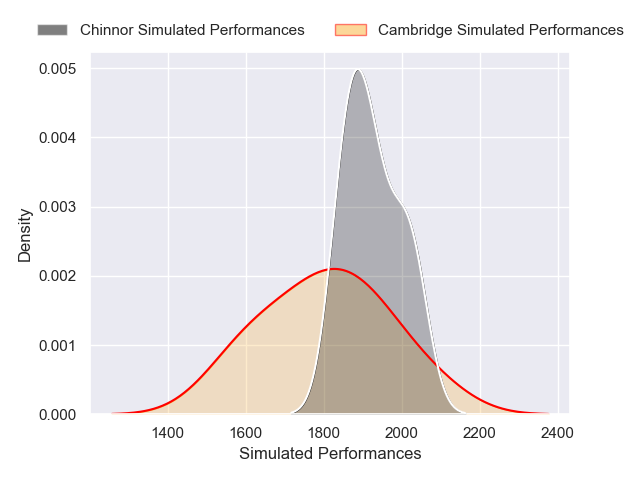 Chinnor Simulated Performances Cambridge Simulated Performances
0.005
0.004
0.003
0.002
0.001
0.000
Density
1400 1600 1800 2000 2200 2400
Simulated Performances